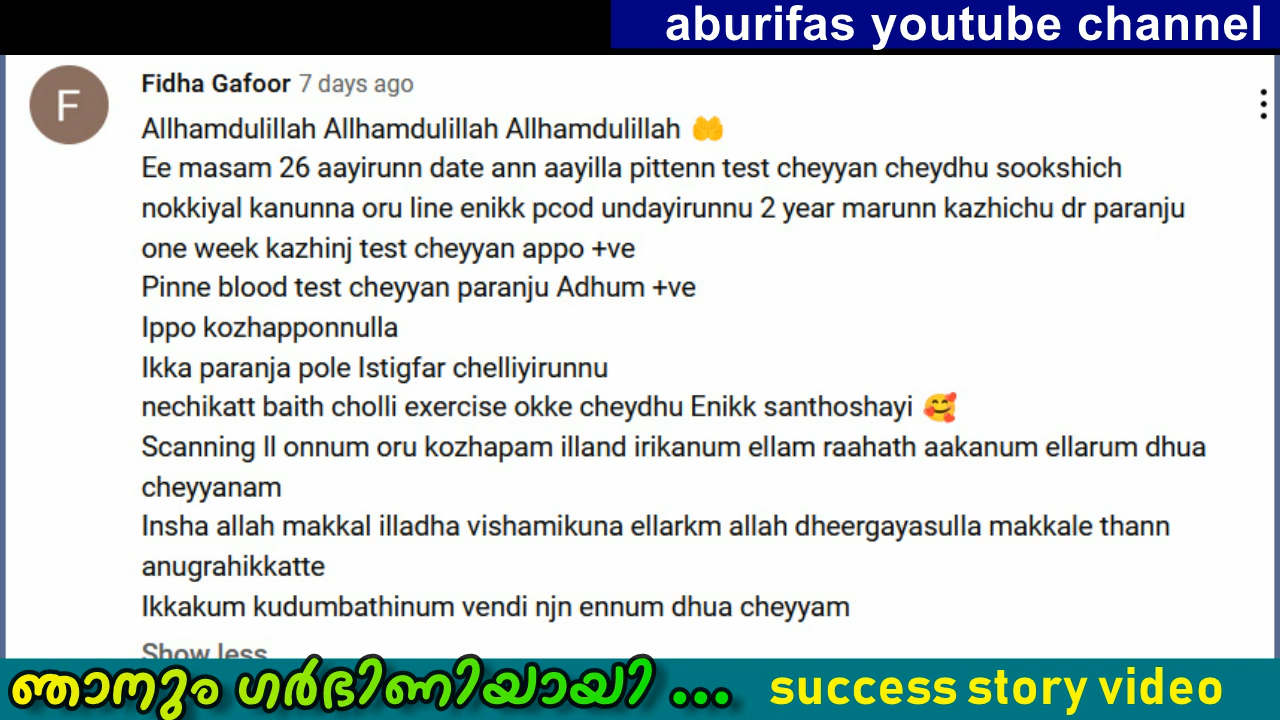 aburifas youtube channel
F
Fidha Gafoor 7 days ago
Allhamdulillah Allhamdulillah Allhamdulillah 🤲
Ee masam 26 aayirunn date ann aayilla pittenn test cheyyan cheydhu sookshich
nokkiyal kanunna oru line enikk pcod undayirunnu 2 year marunn kazhichu dr paranju
one week kazhinj test cheyyan appo +ve
Pinne blood test cheyyan paranju Adhum +ve
Ippo kozhapponnulla
Ikka paranja pole Istigfar chelliyirunnu
nechikatt baith cholli exercise okke cheydhu Enikk santhoshayi 🥰
Scanning ll onnum oru kozhapam illand irikanum ellam raahath aakanum ellarum dhua
cheyyanam
Insha allah makkal illadha vishamikuna ellarkm allah dheergayasulla makkale thann
anugrahikkatte
Ikkakum kudumbathinum vendi njn ennum dhua cheyyam
Show less
ഞാനും ഗർഭിണിയായി ... success story video